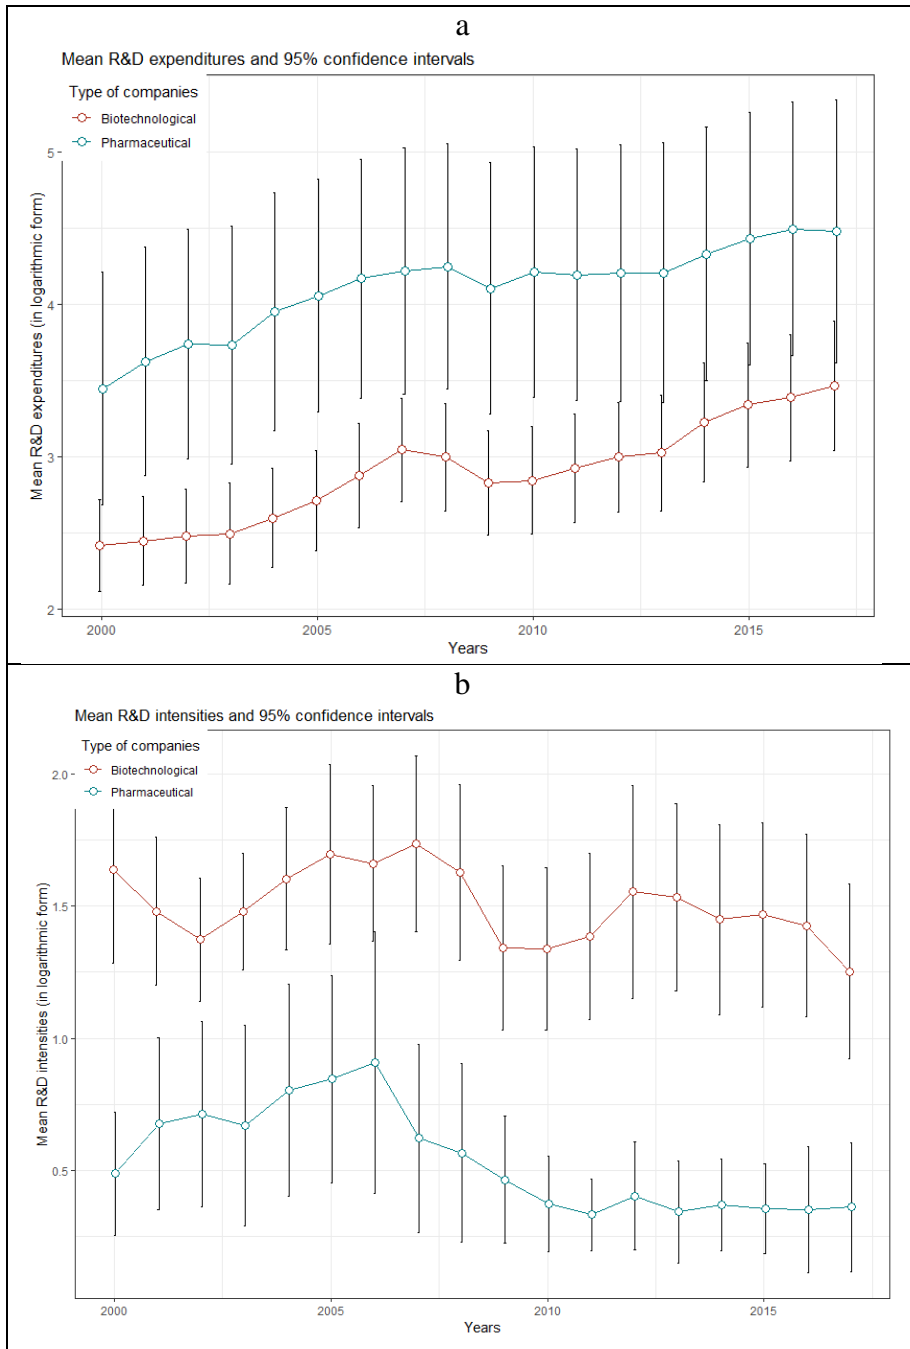 a
Mean R&D expenditures and 95% confidence intervals
Type of companies
Biotechnological
Pharmaceutical
Mean R&D expenditures (in logarithmic form)
5
4
3
2
2000
2005
2010
2015
Years
b
Mean R&D intensities and 95% confidence intervals
Type of companies
Biotechnological
Pharmaceutical
Mean R&D intensities (in logarithmic form)
2.0
1.5
1.0
0.5
2000
2005
2010
2015
Years